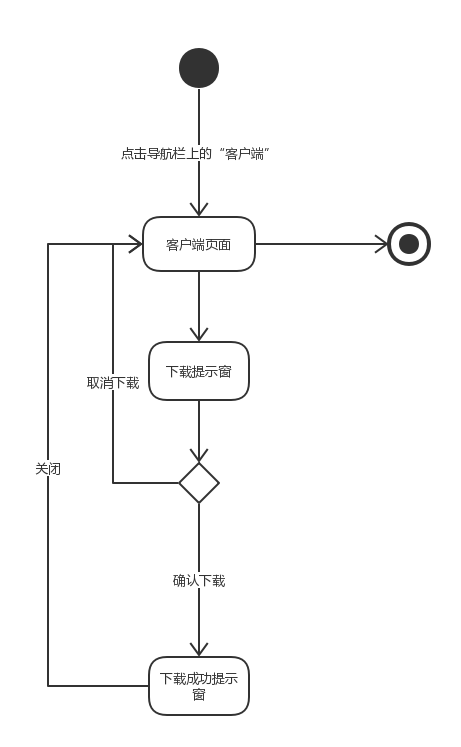 点击导航栏上的“客户端”
客户端页面
下载提示窗
取消下载
关闭
确认下载
下载成功提示
窗